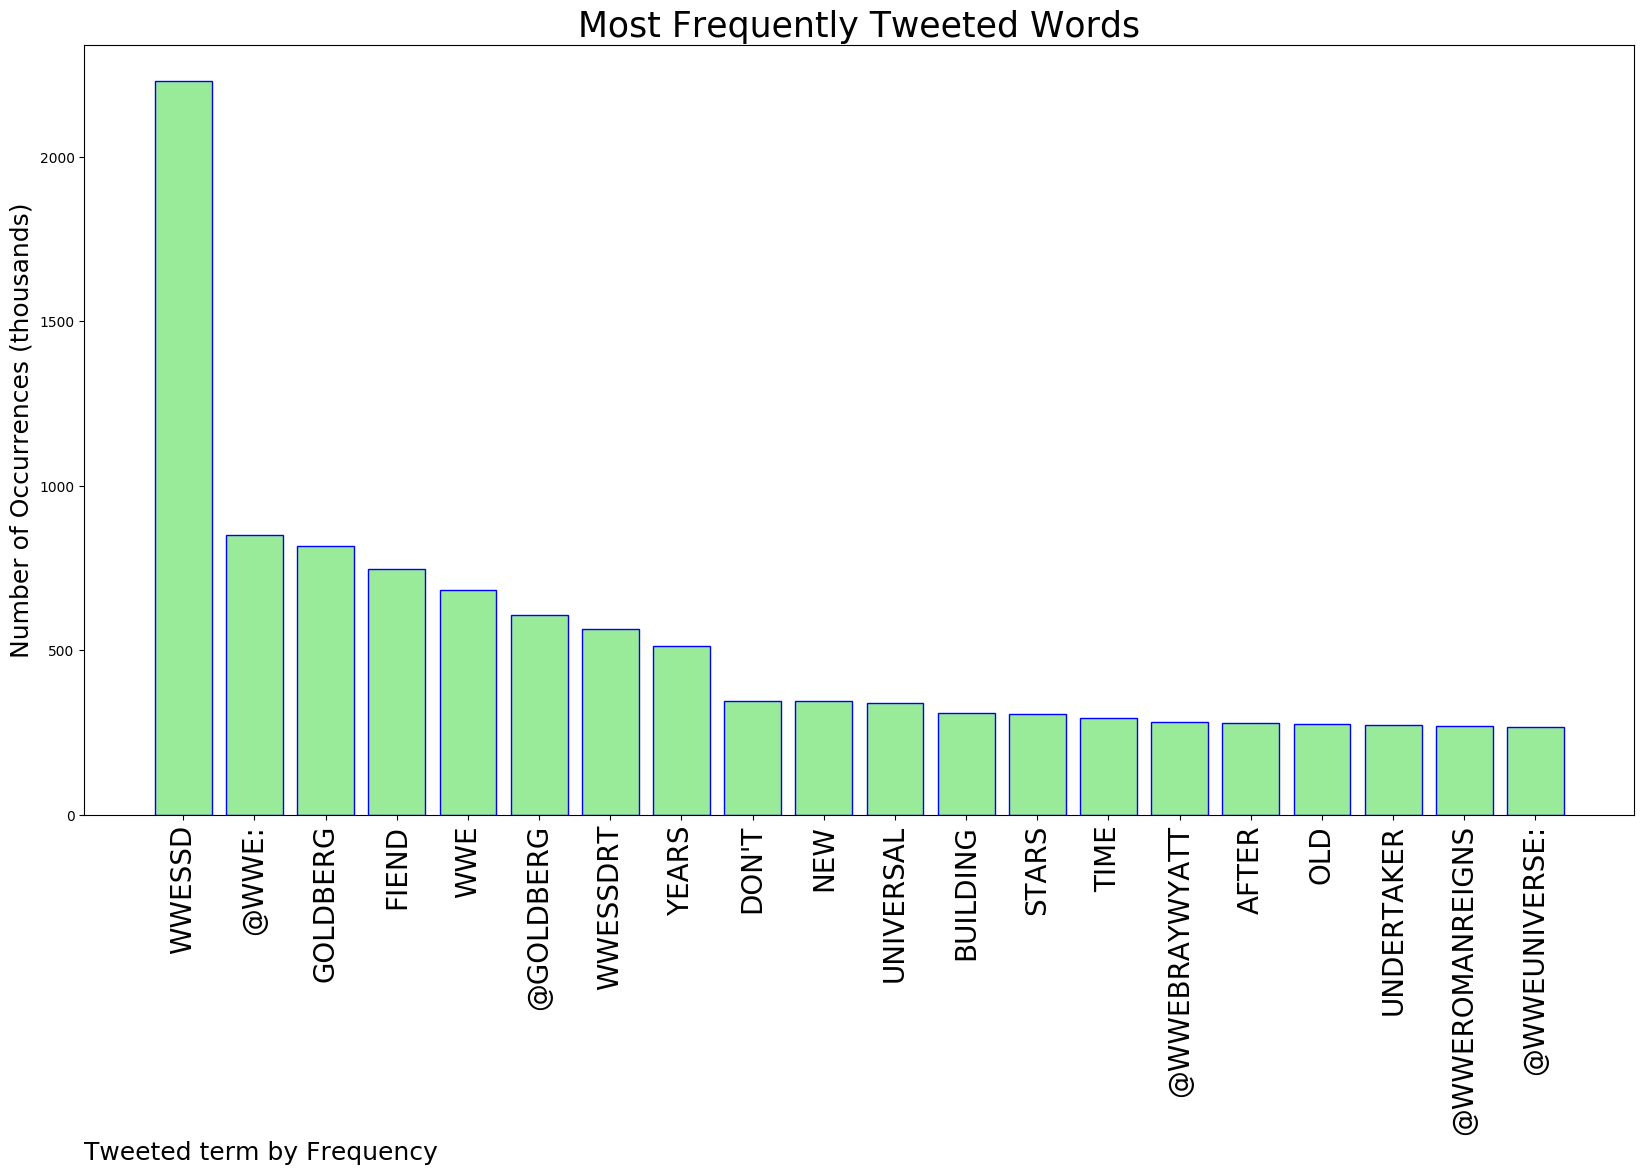 Most Frequently Tweeted Words
Number of Occurrences (thousands)
2000
1500
1000
500
0
WWESSD
@WWE:
GOLDBERG
FIEND
WWE
@GOLDBERG
WWESSDRT
YEARS
DON'T
NEW
UNIVERSAL
BUILDING
STARS
TIME
@WWEBRAYWYATT
AFTER
OLD
UNDERTAKER
@WWEROMANREIGNS
@WWEUNIVERSE:
Tweeted term by Frequency